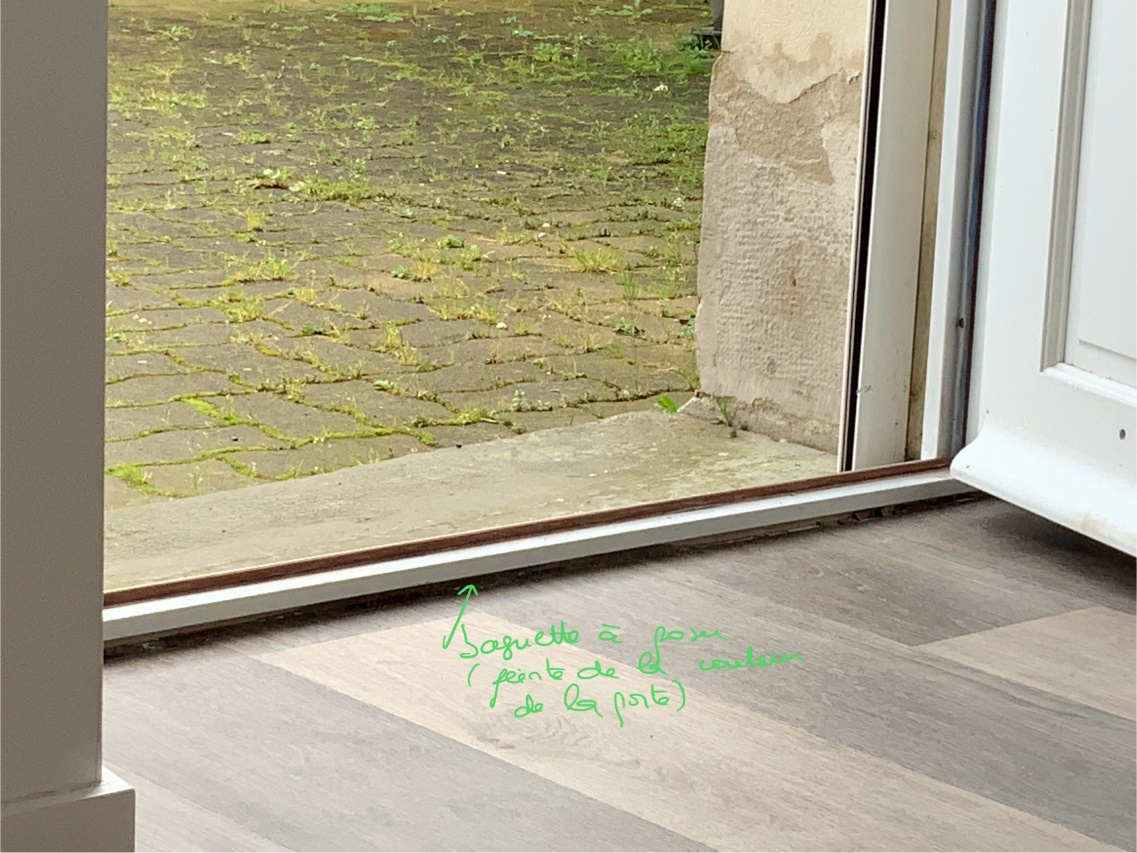 baguette à poser
(peinte de la couleur
de la porte)